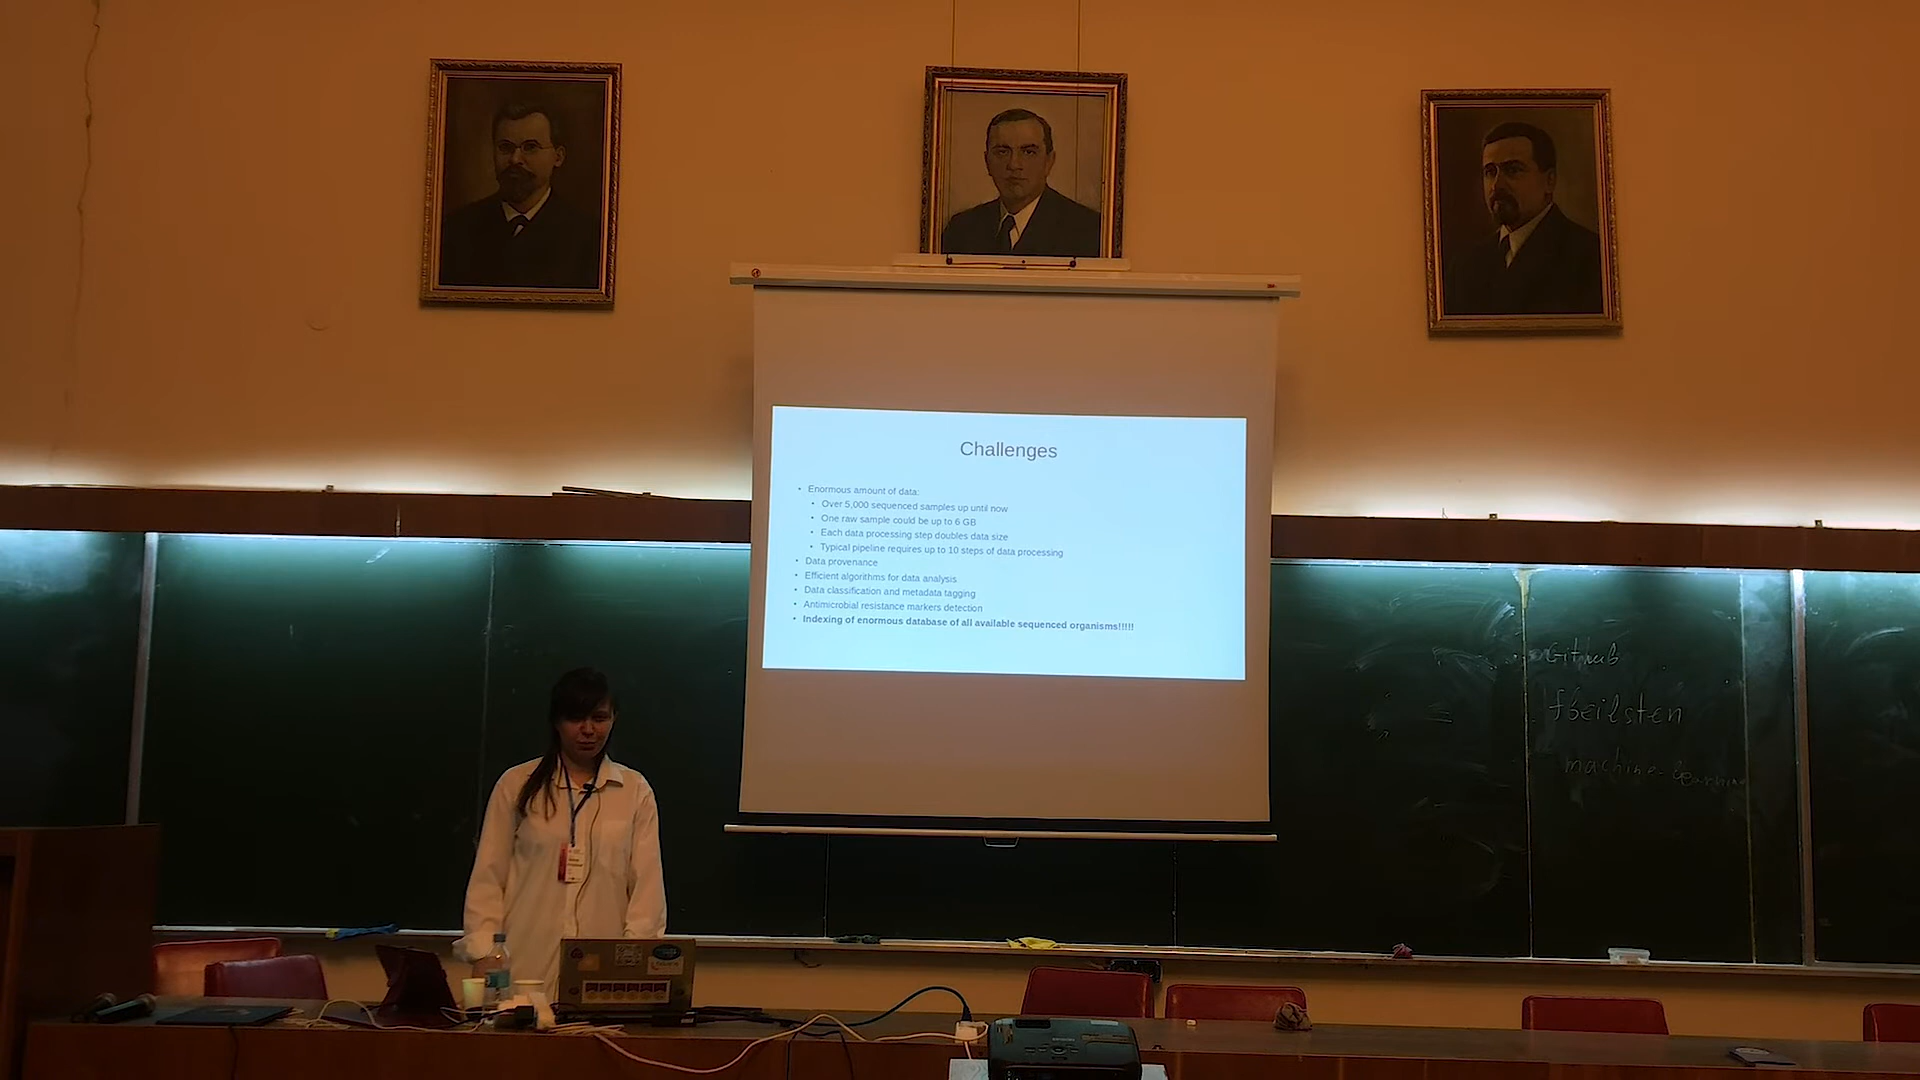 Challenges
• Enormous amount of data:
• Over 5,000 sequenced samples up until now
• One raw sample could be up to 6 GB
• Each data processing step doubles data size
• Typical pipeline requires up to 10 steps of data processing
• Data provenance
• Efficient algorithms for data analysis
• Data classification and metadata tagging
• Antimicrobial resistance markers detection
• Indexing of enormous database of all available sequenced organisms!!!!!
Github
fbeilsten
machine-learning